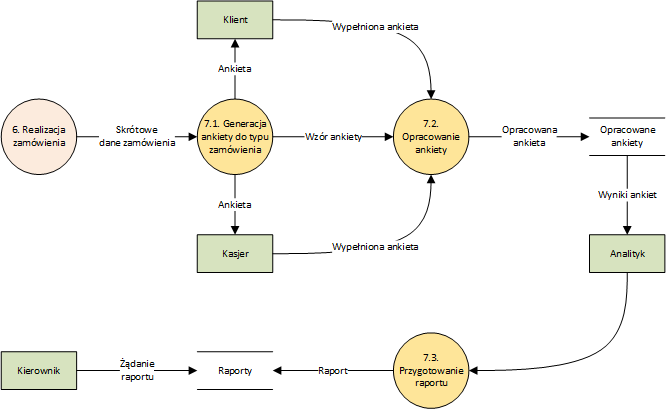 Klient
Wypełniona ankieta
Ankieta
6. Realizacja
zamówienia
Skrótowe
dane zamówienia
7.1. Generacja
ankiety do typu
zamówienia
Wzór ankiety
7.2.
Opracowanie
ankiety
Opracowana
ankieta
Opracowane
ankiety
Ankieta
Wyniki ankiet
Kasjer
Wypełniona ankieta
Analityk
Kierownik
Żądanie
raportu
Raporty
Raport
7.3.
Przygotowanie
raportu